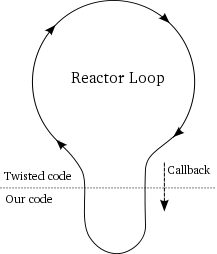 Reactor Loop
Callback
Twisted code
Our code